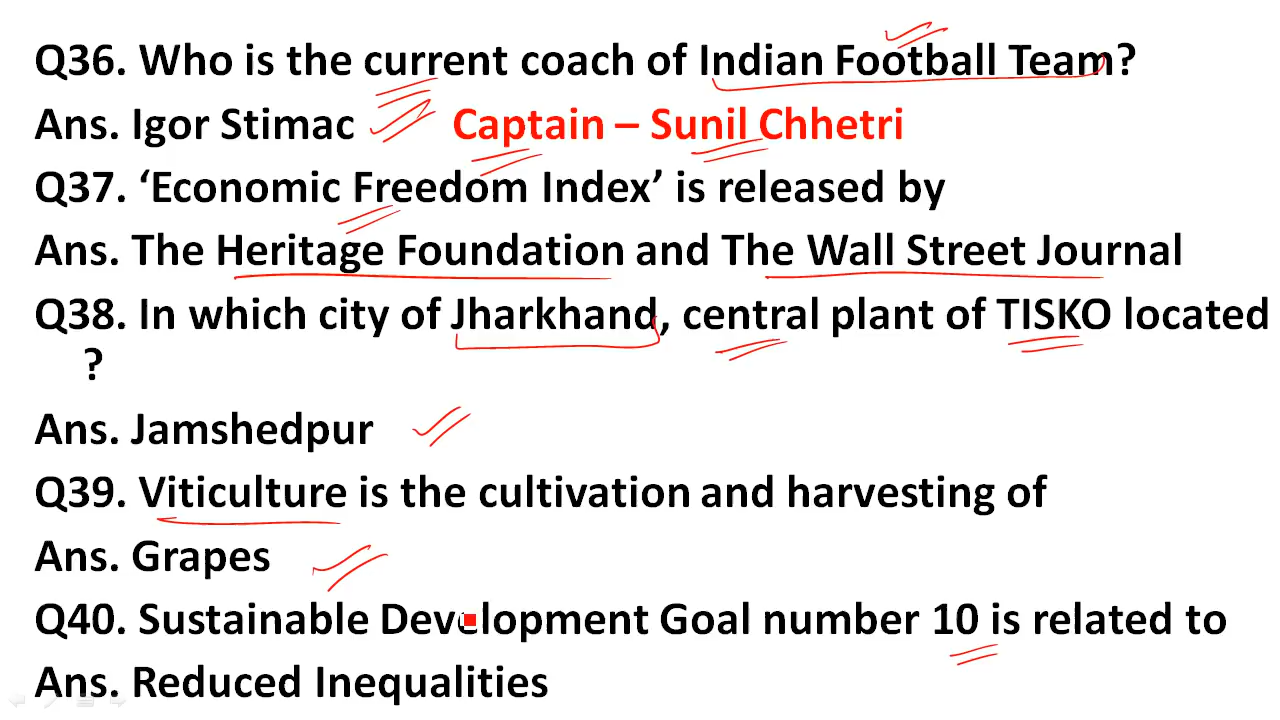 Q36. Who is the current coach of Indian Football Team?
Ans. Igor Stimac Captain – Sunil Chhetri
Q37. ‘Economic Freedom Index’ is released by
Ans. The Heritage Foundation and The Wall Street Journal
Q38. In which city of Jharkhand, central plant of TISKO located
?
Ans. Jamshedpur
Q39. Viticulture is the cultivation and harvesting of
Ans. Grapes
Q40. Sustainable Development Goal number 10 is related to
Ans. Reduced Inequalities